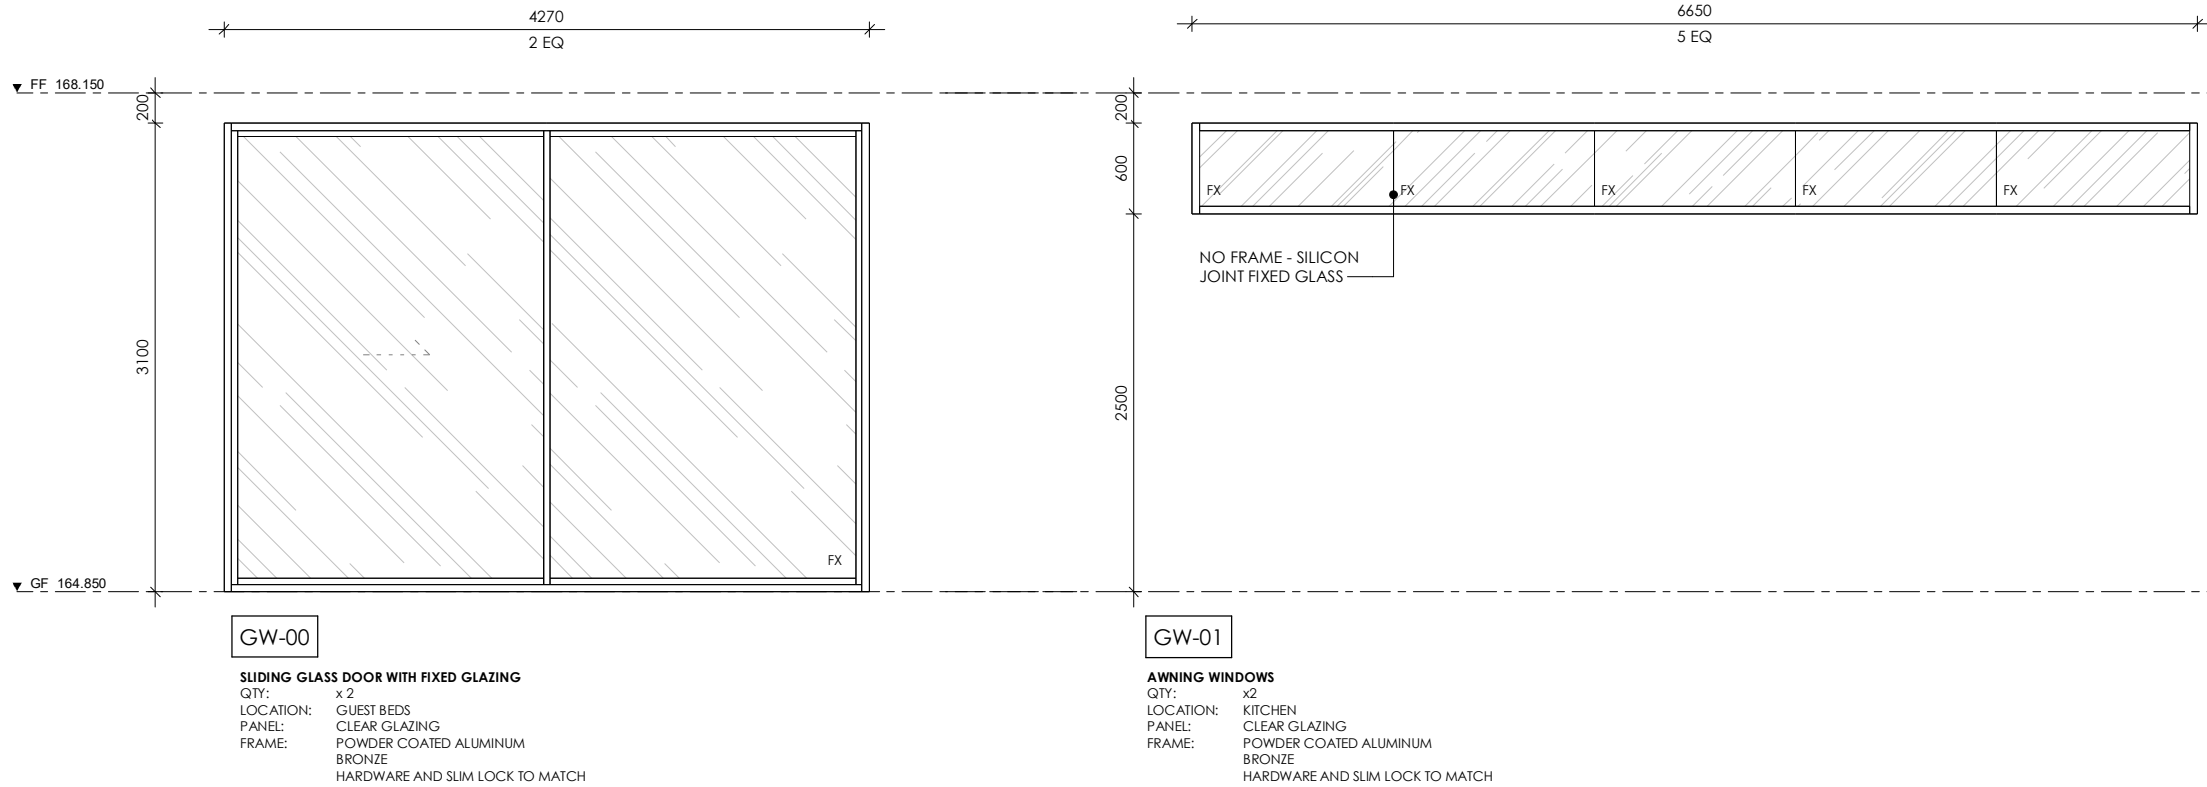 4270
2 EQ
FF 168.150
200
3100
FX
GF 164.850
GW-00
SLIDING GLASS DOOR WITH FIXED GLAZING
QTY: x 2
LOCATION: GUEST BEDS
PANEL: CLEAR GLAZING
FRAME: POWDER COATED ALUMINUM
BRONZE
HARDWARE AND SLIM LOCK TO MATCH
6650
5 EQ
200
600
FX FX FX FX FX
NO FRAME - SILICON
JOINT FIXED GLASS
2500
GW-01
AWNING WINDOWS
QTY: x2
LOCATION: KITCHEN
PANEL: CLEAR GLAZING
FRAME: POWDER COATED ALUMINUM
BRONZE
HARDWARE AND SLIM LOCK TO MATCH